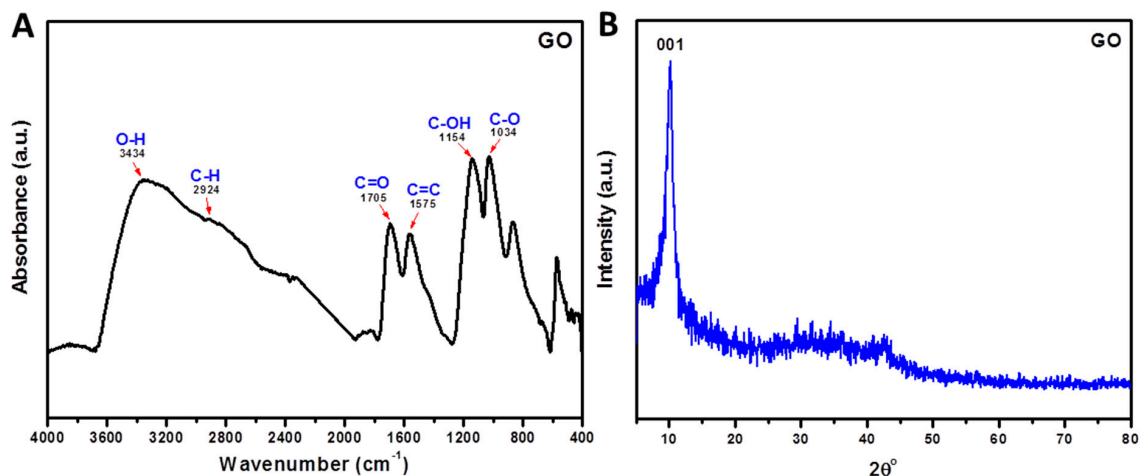 A
GO
O-H
3434
C-H
2924
C=O
1705
C=C
1575
C-OH
1154
C-O
1034
Absorbance (a.u.)
4000 3600 3200 2800 2400 2000 1600 1200 800 400
Wavenumber (cm⁻¹)
B
GO
001
Intensity (a.u.)
10 20 30 40 50 60 70 80
2θ°